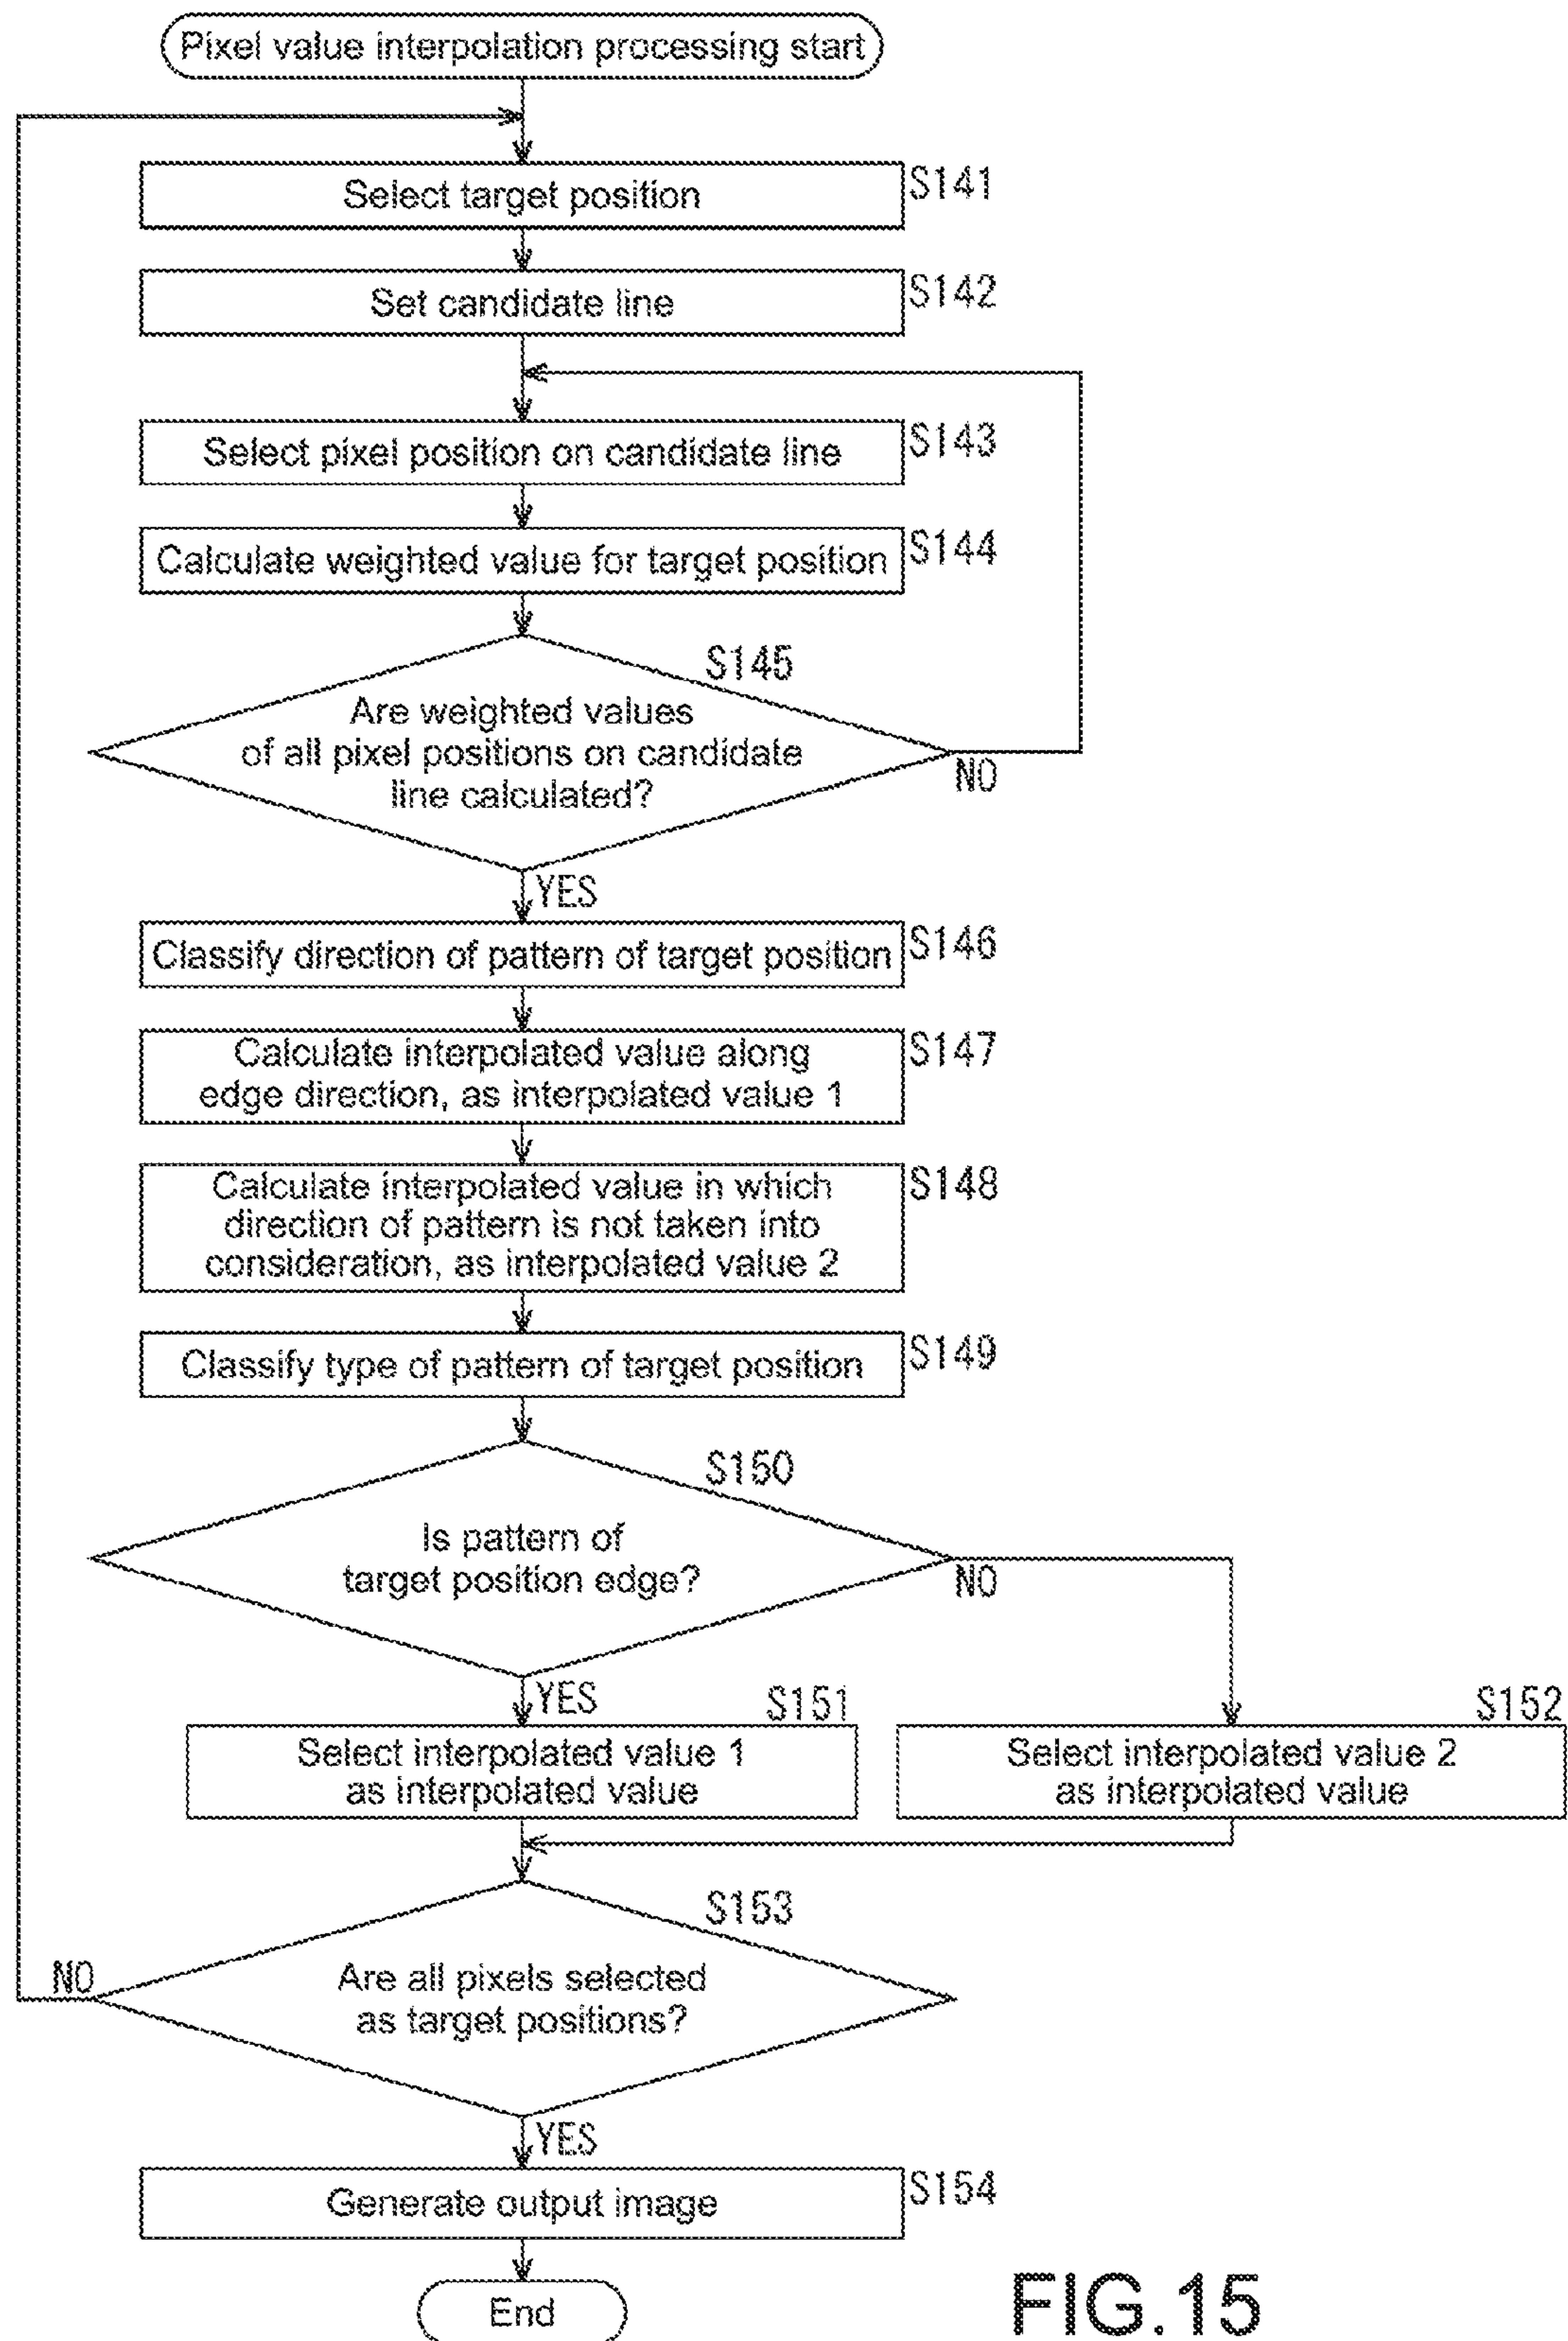 Pixel value interpolation processing start
Select target position
S141
Set candidate line
S142
Select pixel position on candidate line
S143
Calculate weighted value for target position
S144
S145
Are weighted values
of all pixel positions on candidate
line calculated?
NO
YES
Classify direction of pattern of target position
S146
Calculate interpolated value along
edge direction, as interpolated value 1
S147
Calculate interpolated value in which
direction of pattern is not taken into
consideration, as interpolated value 2
S148
Classify type of pattern of target position
S149
S150
Is pattern of
target position edge?
NO
YES
S151
Select interpolated value 1
as interpolated value
S152
Select interpolated value 2
as interpolated value
S153
Are all pixels selected
as target positions?
NO
YES
Generate output image
S154
End
FIG.15